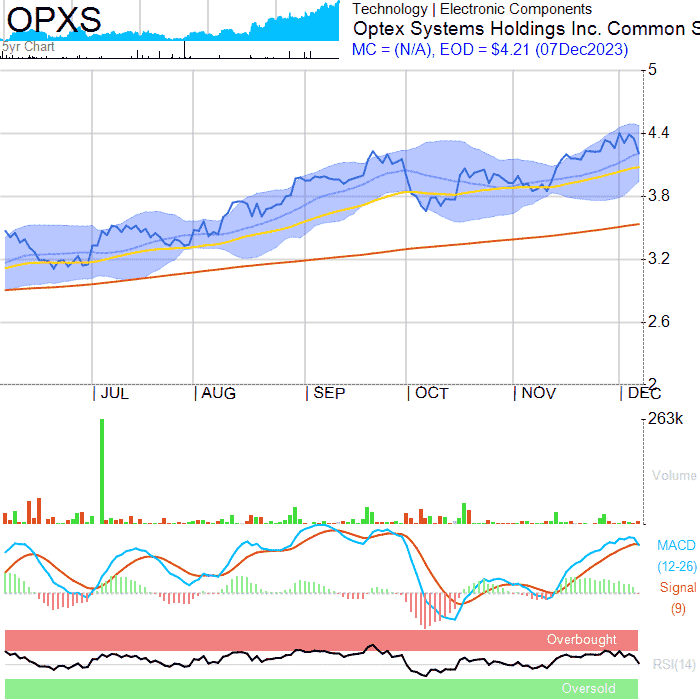 OPXS
5yr Chart
Technology | Electronic Components
Optex Systems Holdings Inc. Common S
MC = (N/A), EOD = $4.21 (07Dec2023)
5
4.4
3.8
3.2
2.6
2
JUL AUG SEP OCT NOV DEC
263k
Volume
MACD
(12-26)
Signal
(9)
Overbought
RSI(14)
Oversold